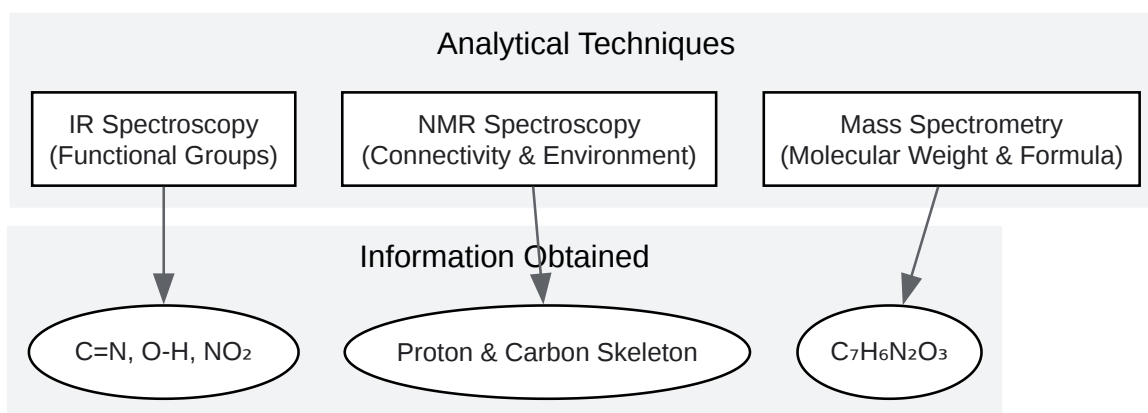 Analytical Techniques
IR Spectroscopy
(Functional Groups)
NMR Spectroscopy
(Connectivity & Environment)
Mass Spectrometry
(Molecular Weight & Formula)
Information Obtained
C=N, O-H, NO₂
Proton & Carbon Skeleton
C₇H₆N₂O₃